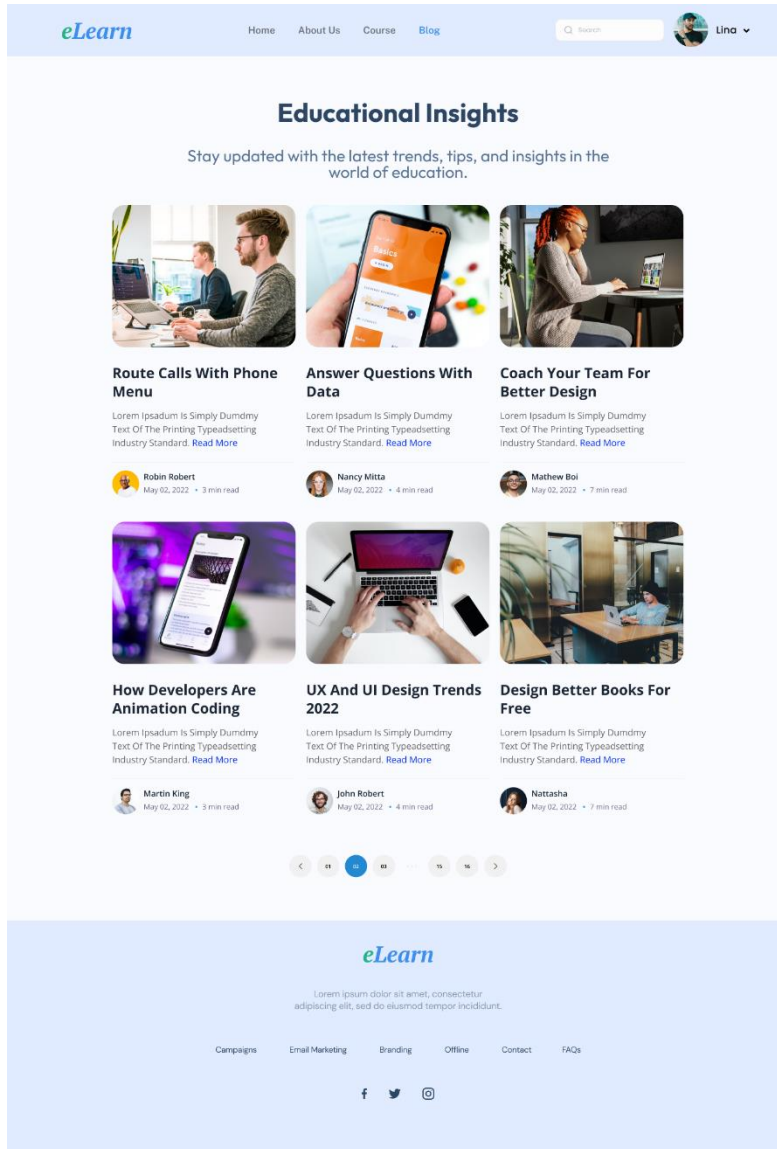 eLearn
Home About Us Course Blog
Search
Lina
Educational Insights
Stay updated with the latest trends, tips, and insights in the
world of education.
Basics
Route Calls With Phone
Menu
Lorem Ipsadum Is Simply Dumdmy
Text Of The Printing Typeadsetting
Industry Standard. Read More
Robin Robert
May 02, 2022 • 3 min read
Answer Questions With
Data
Lorem Ipsadum Is Simply Dumdmy
Text Of The Printing Typeadsetting
Industry Standard. Read More
Nancy Mitta
May 02, 2022 • 4 min read
Coach Your Team For
Better Design
Lorem Ipsadum Is Simply Dumdmy
Text Of The Printing Typeadsetting
Industry Standard. Read More
Mathew Boi
May 02, 2022 • 7 min read
How Developers Are
Animation Coding
Lorem Ipsadum Is Simply Dumdmy
Text Of The Printing Typeadsetting
Industry Standard. Read More
Martin King
May 02, 2022 • 3 min read
UX And UI Design Trends
2022
Lorem Ipsadum Is Simply Dumdmy
Text Of The Printing Typeadsetting
Industry Standard. Read More
John Robert
May 02, 2022 • 4 min read
Design Better Books For
Free
Lorem Ipsadum Is Simply Dumdmy
Text Of The Printing Typeadsetting
Industry Standard. Read More
Nattasha
May 02, 2022 • 7 min read
01 02 03 ... 15 16
eLearn
Lorem ipsum dolor sit amet, consectetur
adipiscing elit, sed do eiusmod tempor incididunt.
Campaigns Email Marketing Branding Offline Contact FAQs